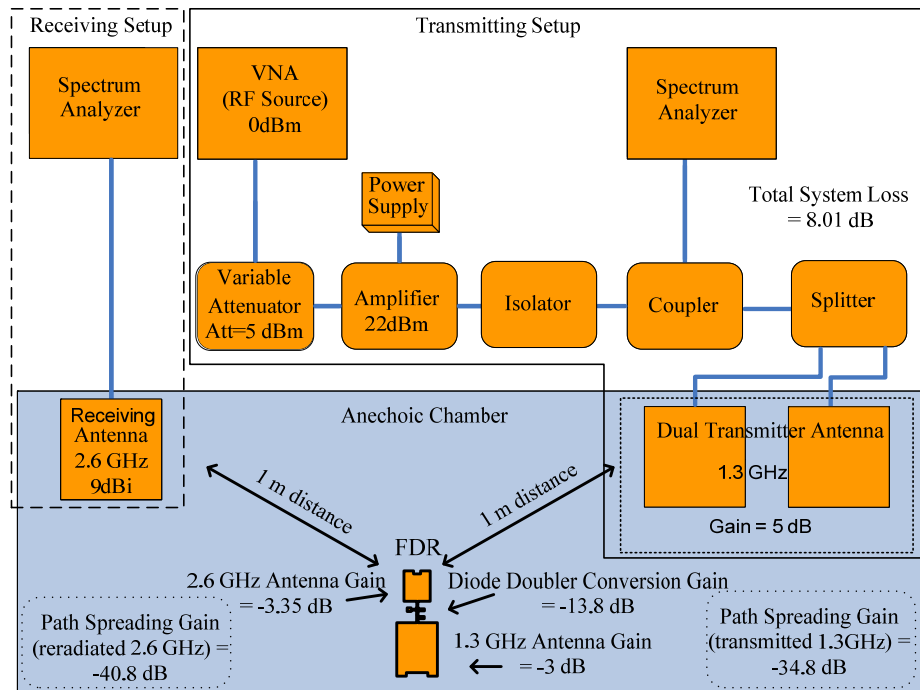 Receiving Setup
Transmitting Setup
Spectrum
Analyzer
VNA
(RF Source)
0dBm
Spectrum
Analyzer
Power
Supply
Total System Loss
= 8.01 dB
Variable
Attenuator
Att=5 dBm
Amplifier
22dBm
Isolator
Coupler
Splitter
Anechoic Chamber
Receiving
Antenna
2.6 GHz
9dBi
Dual Transmitter Antenna
1.3 GHz
Gain = 5 dB
1 m distance
1 m distance
FDR
2.6 GHz Antenna Gain
= -3.35 dB
Diode Doubler Conversion Gain
= -13.8 dB
Path Spreading Gain
(reradiated 2.6 GHz) =
-40.8 dB
1.3 GHz Antenna Gain
= -3 dB
Path Spreading Gain
(transmitted 1.3GHz) =
-34.8 dB